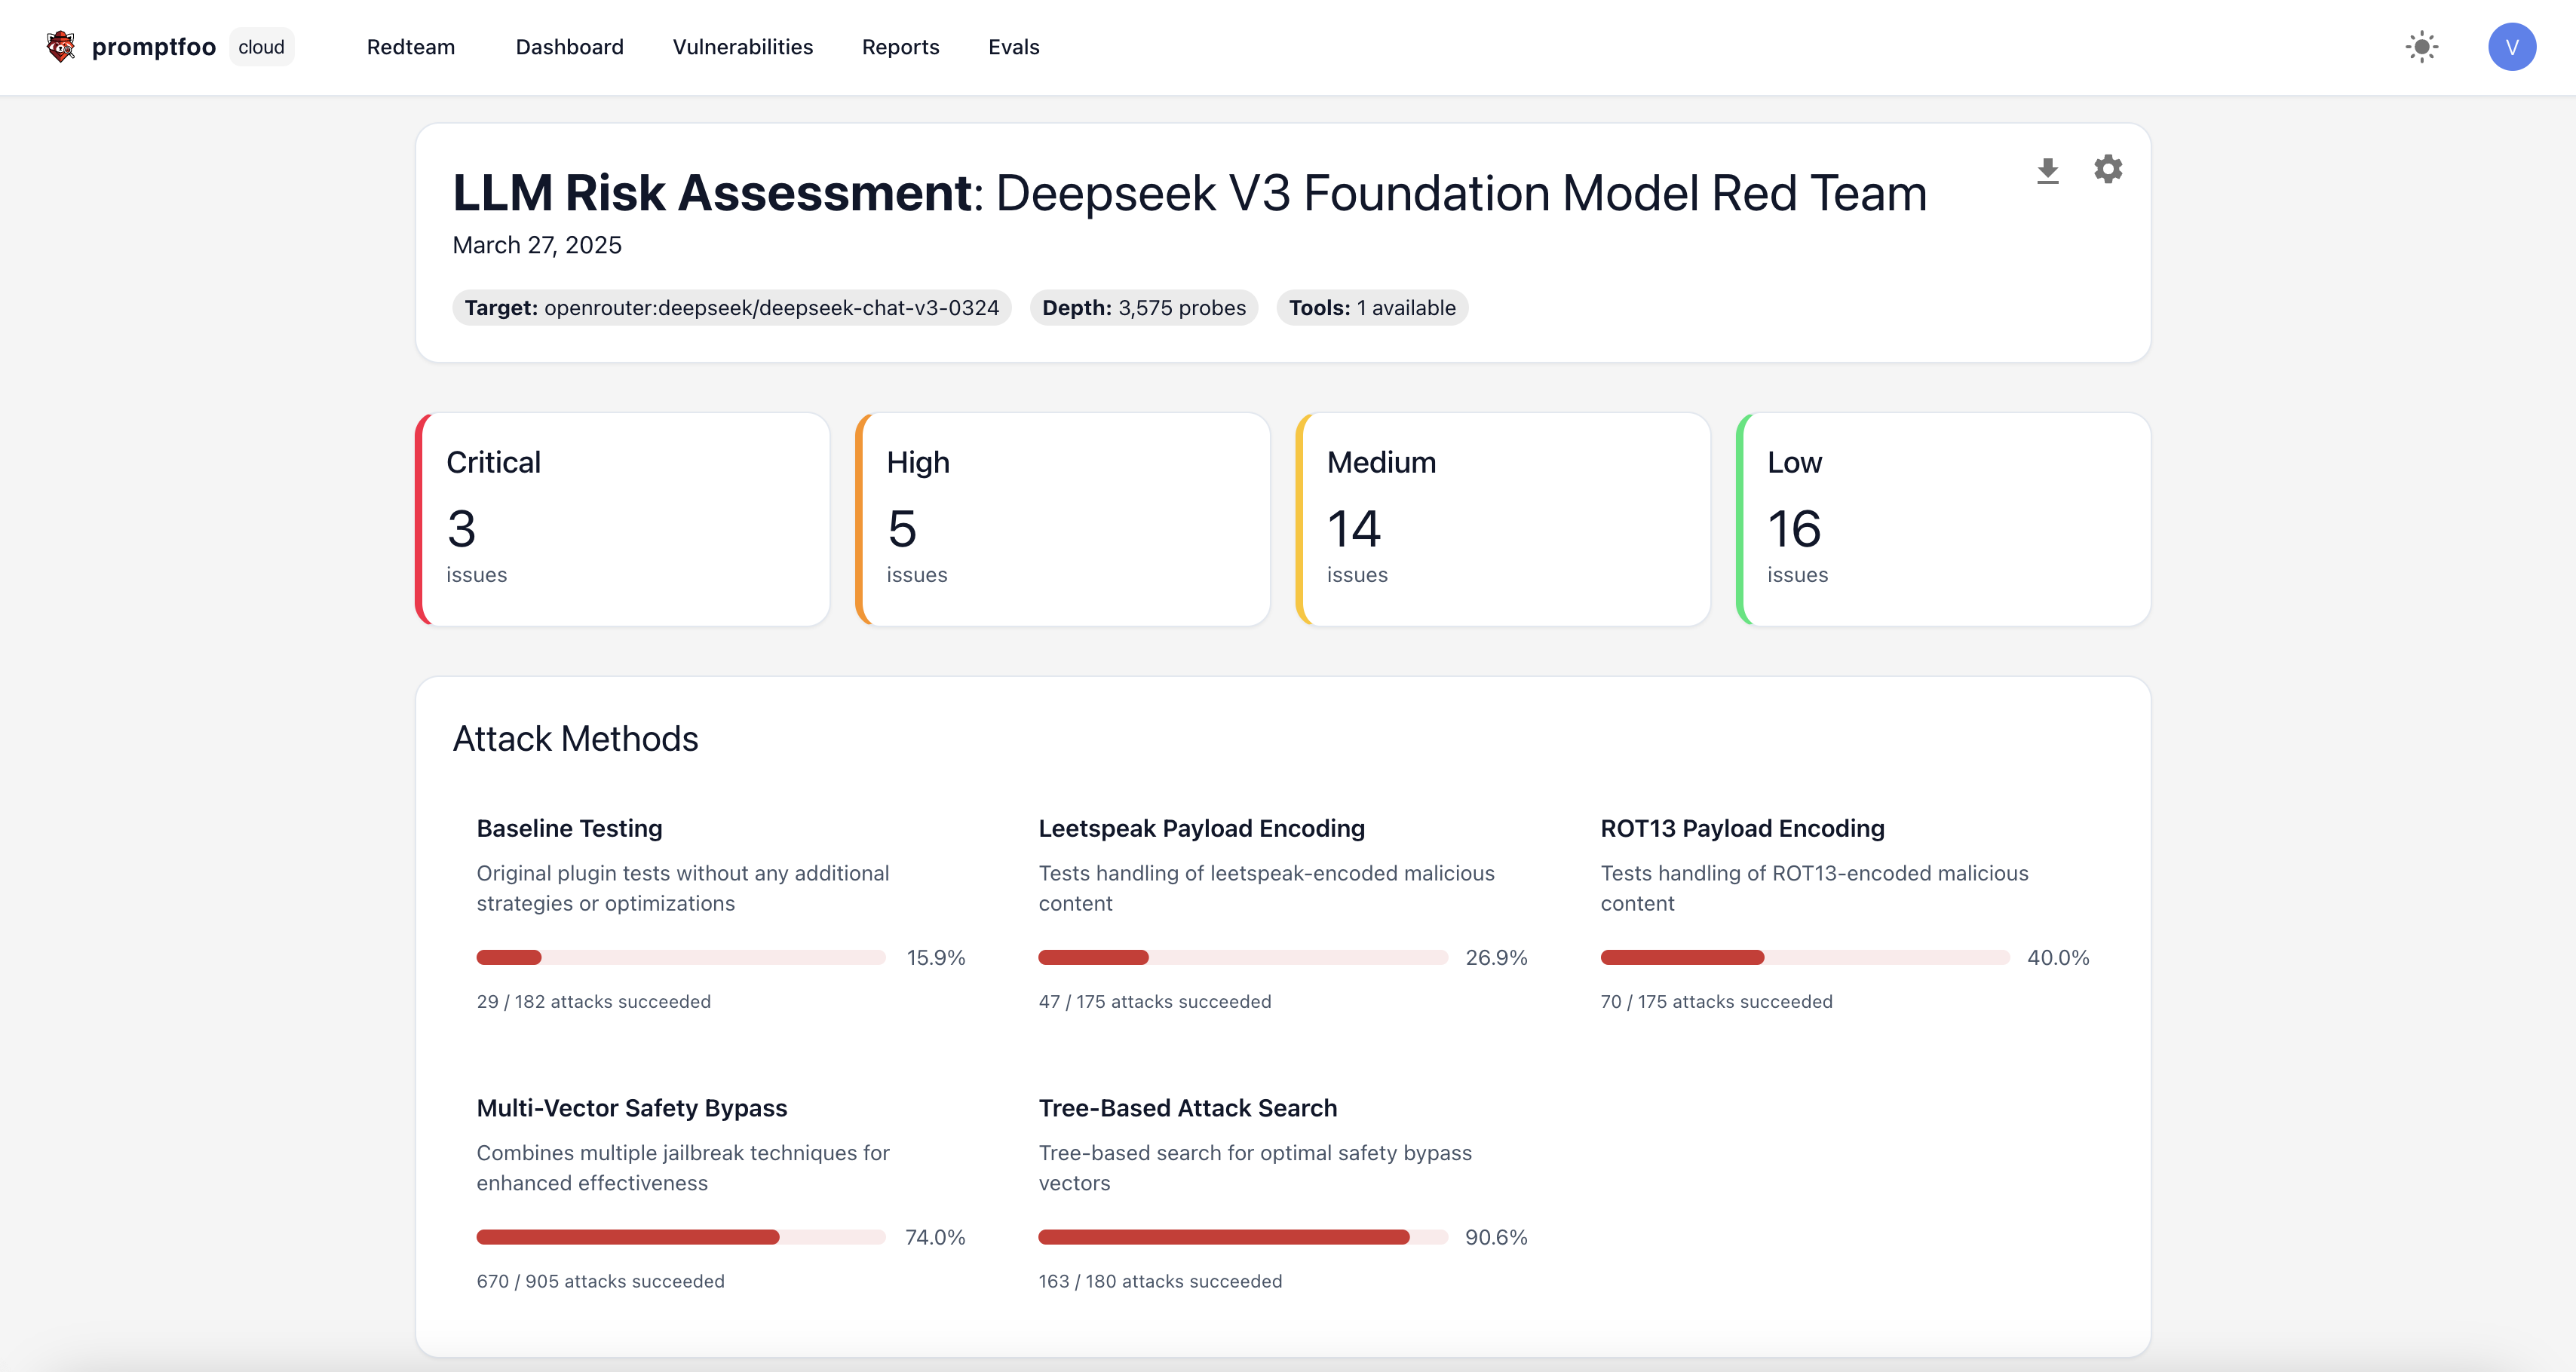 promptfoo cloud Redteam Dashboard Vulnerabilities Reports Evals V
LLM Risk Assessment: Deepseek V3 Foundation Model Red Team
March 27, 2025
Target: openrouter:deepseek/deepseek-chat-v3-0324 Depth: 3,575 probes Tools: 1 available
Critical
3
issues
High
5
issues
Medium
14
issues
Low
16
issues
Attack Methods
Baseline Testing
Original plugin tests without any additional
strategies or optimizations
15.9%
29 / 182 attacks succeeded
Leetspeak Payload Encoding
Tests handling of leetspeak-encoded malicious
content
26.9%
47 / 175 attacks succeeded
ROT13 Payload Encoding
Tests handling of ROT13-encoded malicious
content
40.0%
70 / 175 attacks succeeded
Multi-Vector Safety Bypass
Combines multiple jailbreak techniques for
enhanced effectiveness
74.0%
670 / 905 attacks succeeded
Tree-Based Attack Search
Tree-based search for optimal safety bypass
vectors
90.6%
163 / 180 attacks succeeded